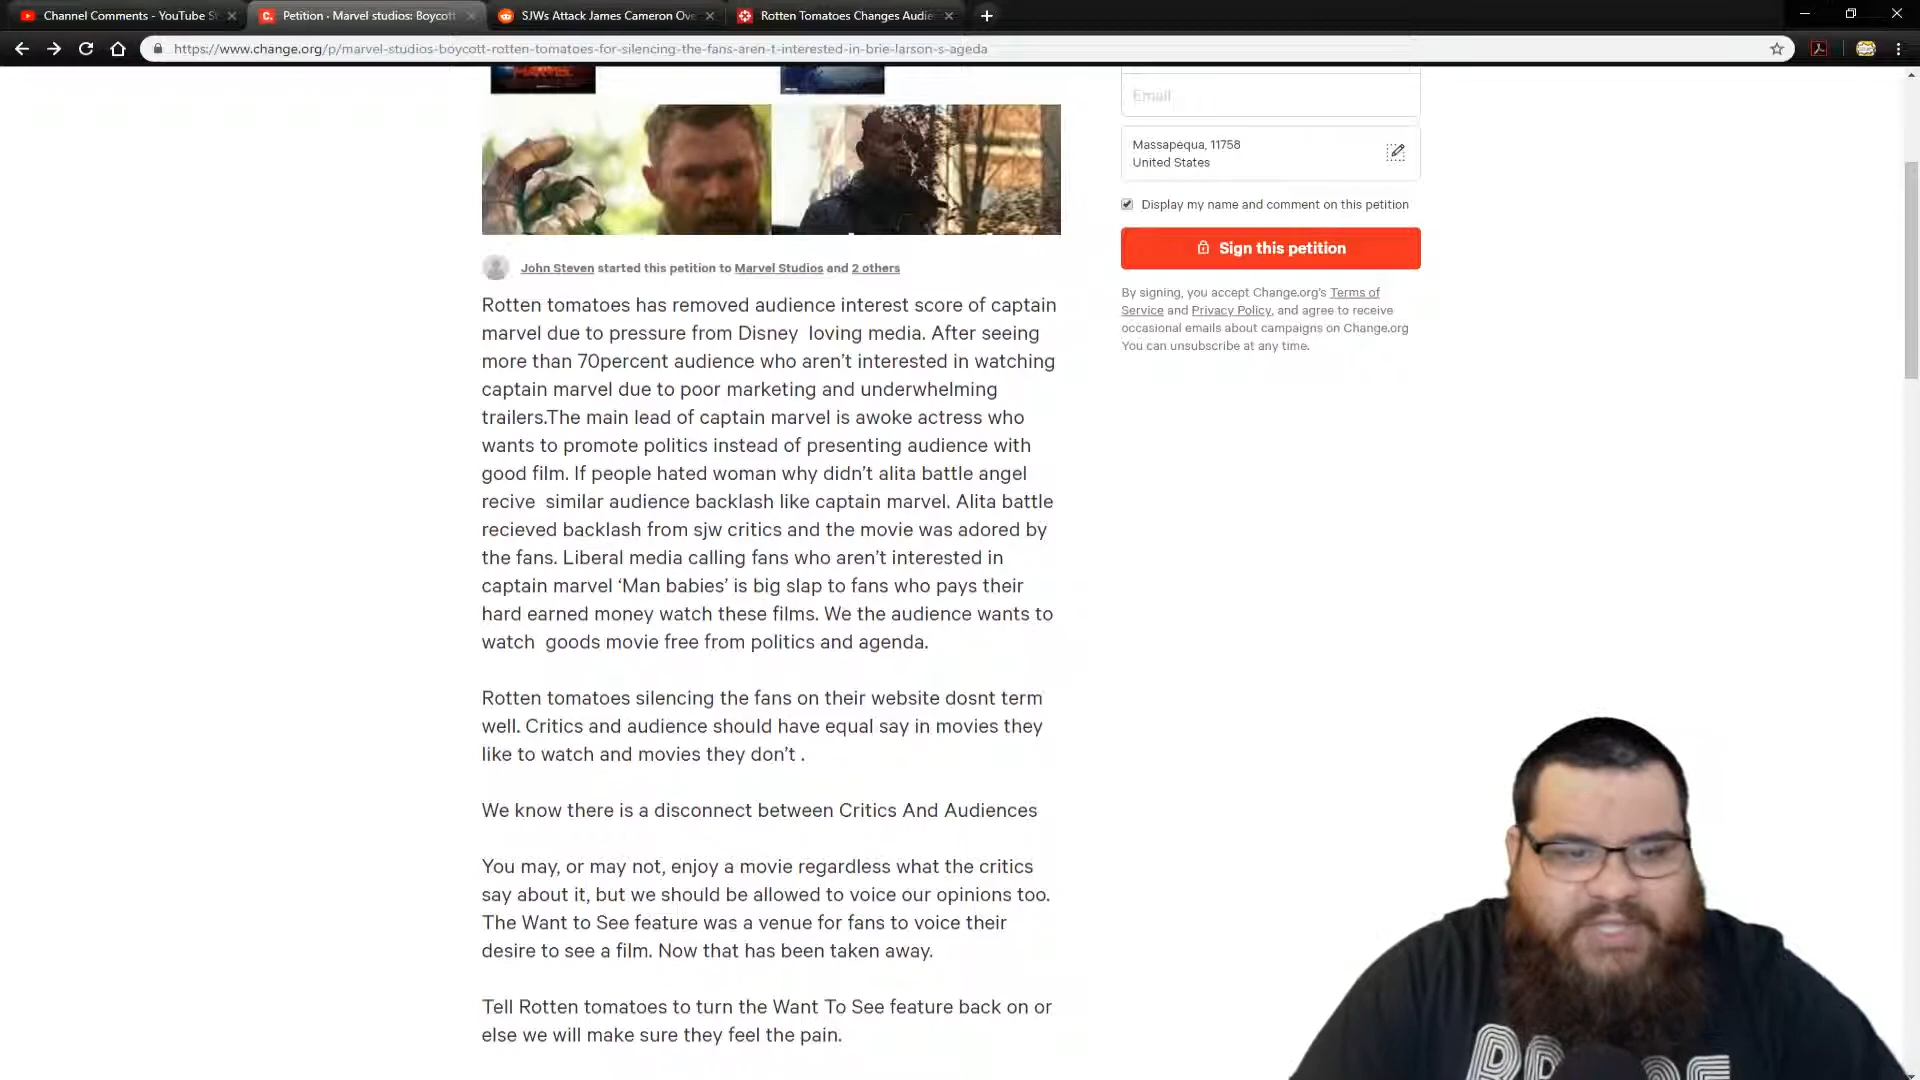 Channel Comments - YouTube S
Petition · Marvel studios: Boycott
SJWs Attack James Cameron Ove
Rotten Tomatoes Changes Audie
https://www.change.org/p/marvel-studios-boycott-rotten-tomatoes-for-silencing-the-fans-aren-t-interested-in-brie-larson-s-ageda
Email
Massapequa, 11758
United States
Display my name and comment on this petition
Sign this petition
By signing, you accept Change.org's Terms of
Service and Privacy Policy, and agree to receive
occasional emails about campaigns on Change.org
You can unsubscribe at any time.
John Steven started this petition to Marvel Studios and 2 others
Rotten tomatoes has removed audience interest score of captain
marvel due to pressure from Disney  loving media. After seeing
more than 70percent audience who aren't interested in watching
captain marvel due to poor marketing and underwhelming
trailers.The main lead of captain marvel is awoke actress who
wants to promote politics instead of presenting audience with
good film. If people hated woman why didn't alita battle angel
recive  similar audience backlash like captain marvel. Alita battle
recieved backlash from sjw critics and the movie was adored by
the fans. Liberal media calling fans who aren't interested in
captain marvel 'Man babies' is big slap to fans who pays their
hard earned money watch these films. We the audience wants to
watch  goods movie free from politics and agenda.
Rotten tomatoes silencing the fans on their website dosnt term
well. Critics and audience should have equal say in movies they
like to watch and movies they don't .
We know there is a disconnect between Critics And Audiences
You may, or may not, enjoy a movie regardless what the critics
say about it, but we should be allowed to voice our opinions too.
The Want to See feature was a venue for fans to voice their
desire to see a film. Now that has been taken away.
Tell Rotten tomatoes to turn the Want To See feature back on or
else we will make sure they feel the pain.